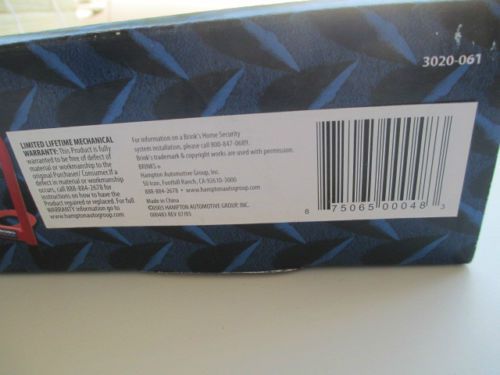 3020-061
LIMITED LIFETIME MECHANICAL
WARRANTY: This Product is fully
warranted to be free of defect of
material or workmanship to the
original Purchaser/ Consumer. If a
defect in material or workmanship
occurs, call 888-884-2678 for
instructions on how to have the
Product repaired or replaced. For full
WARRANTY information go to
www.hamptonautogroup.com
For information on a Brink's Home Security
system installation, please call 800-847-0689.
Brink's trademark & copyright works are used with permission.
BRINKS ®
Hampton Automotive Group, Inc.
50 Icon, Foothill Ranch, CA 92610-3000
888-884-2678 • www.hamptonautogroup.com
Made in China
©2005 HAMPTON AUTOMOTIVE GROUP, INC.
000483 REV 07/05
8 75065 00048 3